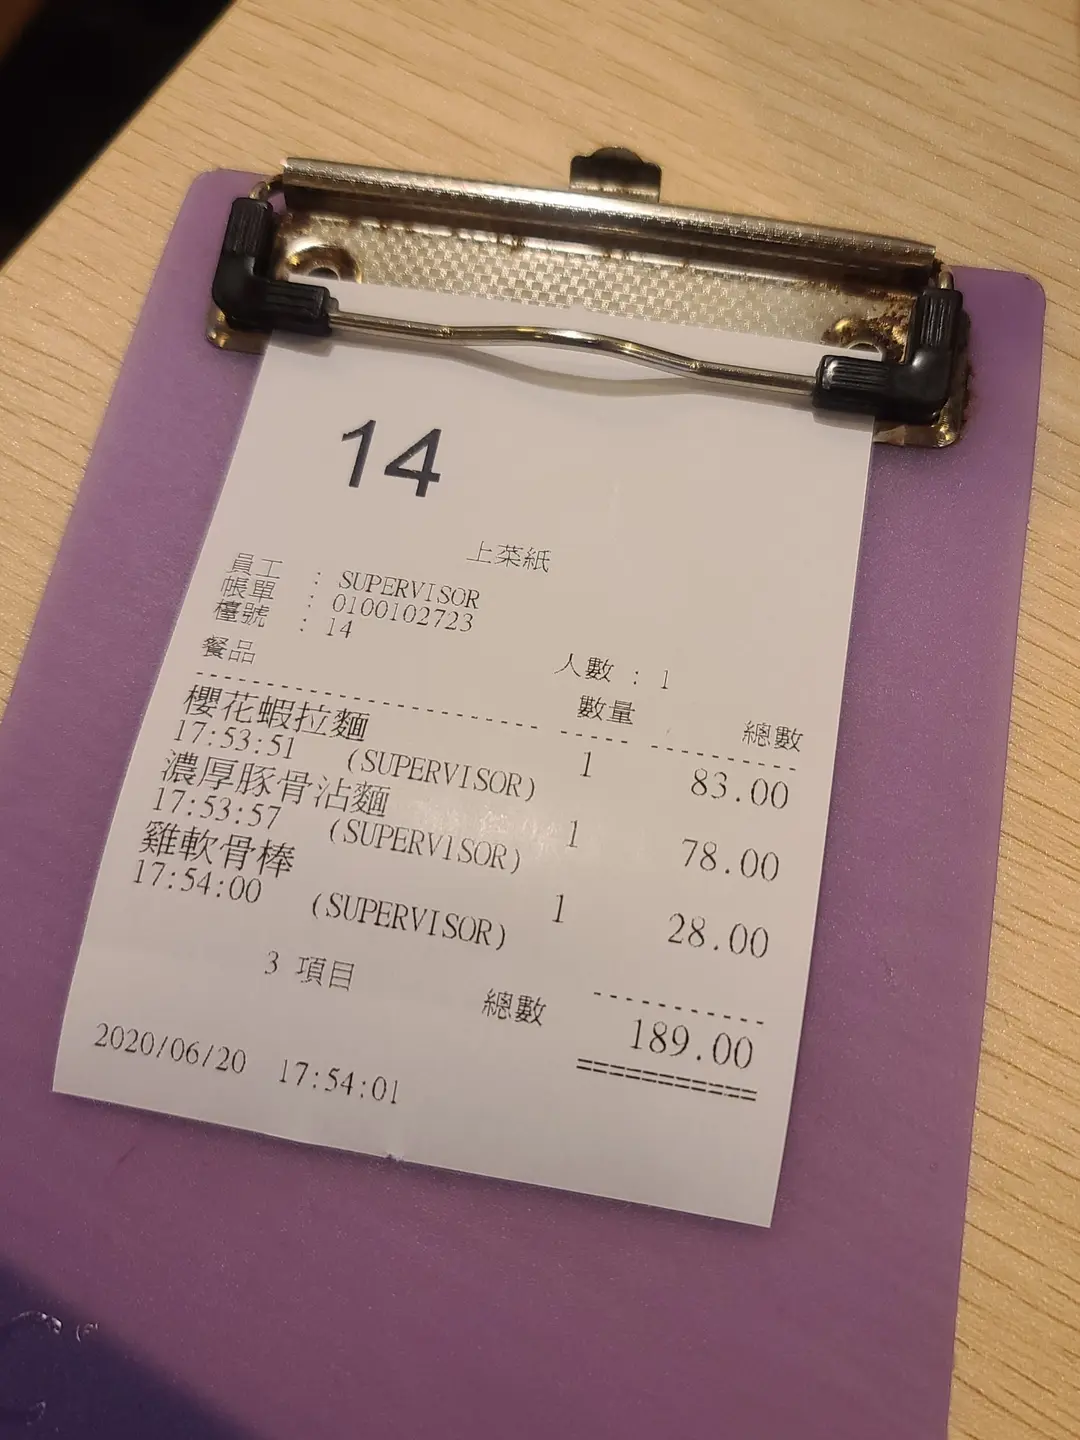 14
上菜紙
員工 : SUPERVISOR
帳單 : 0100102723
檯號 : 14
人數 : 1
餐品 數量 總數
櫻花蝦拉麵 1 83.00
17:53:51 (SUPERVISOR)
濃厚豚骨沾麵 1 78.00
17:53:57 (SUPERVISOR)
雞軟骨棒 1 28.00
17:54:00 (SUPERVISOR)
3 項目
總數 189.00
2020/06/20 17:54:01